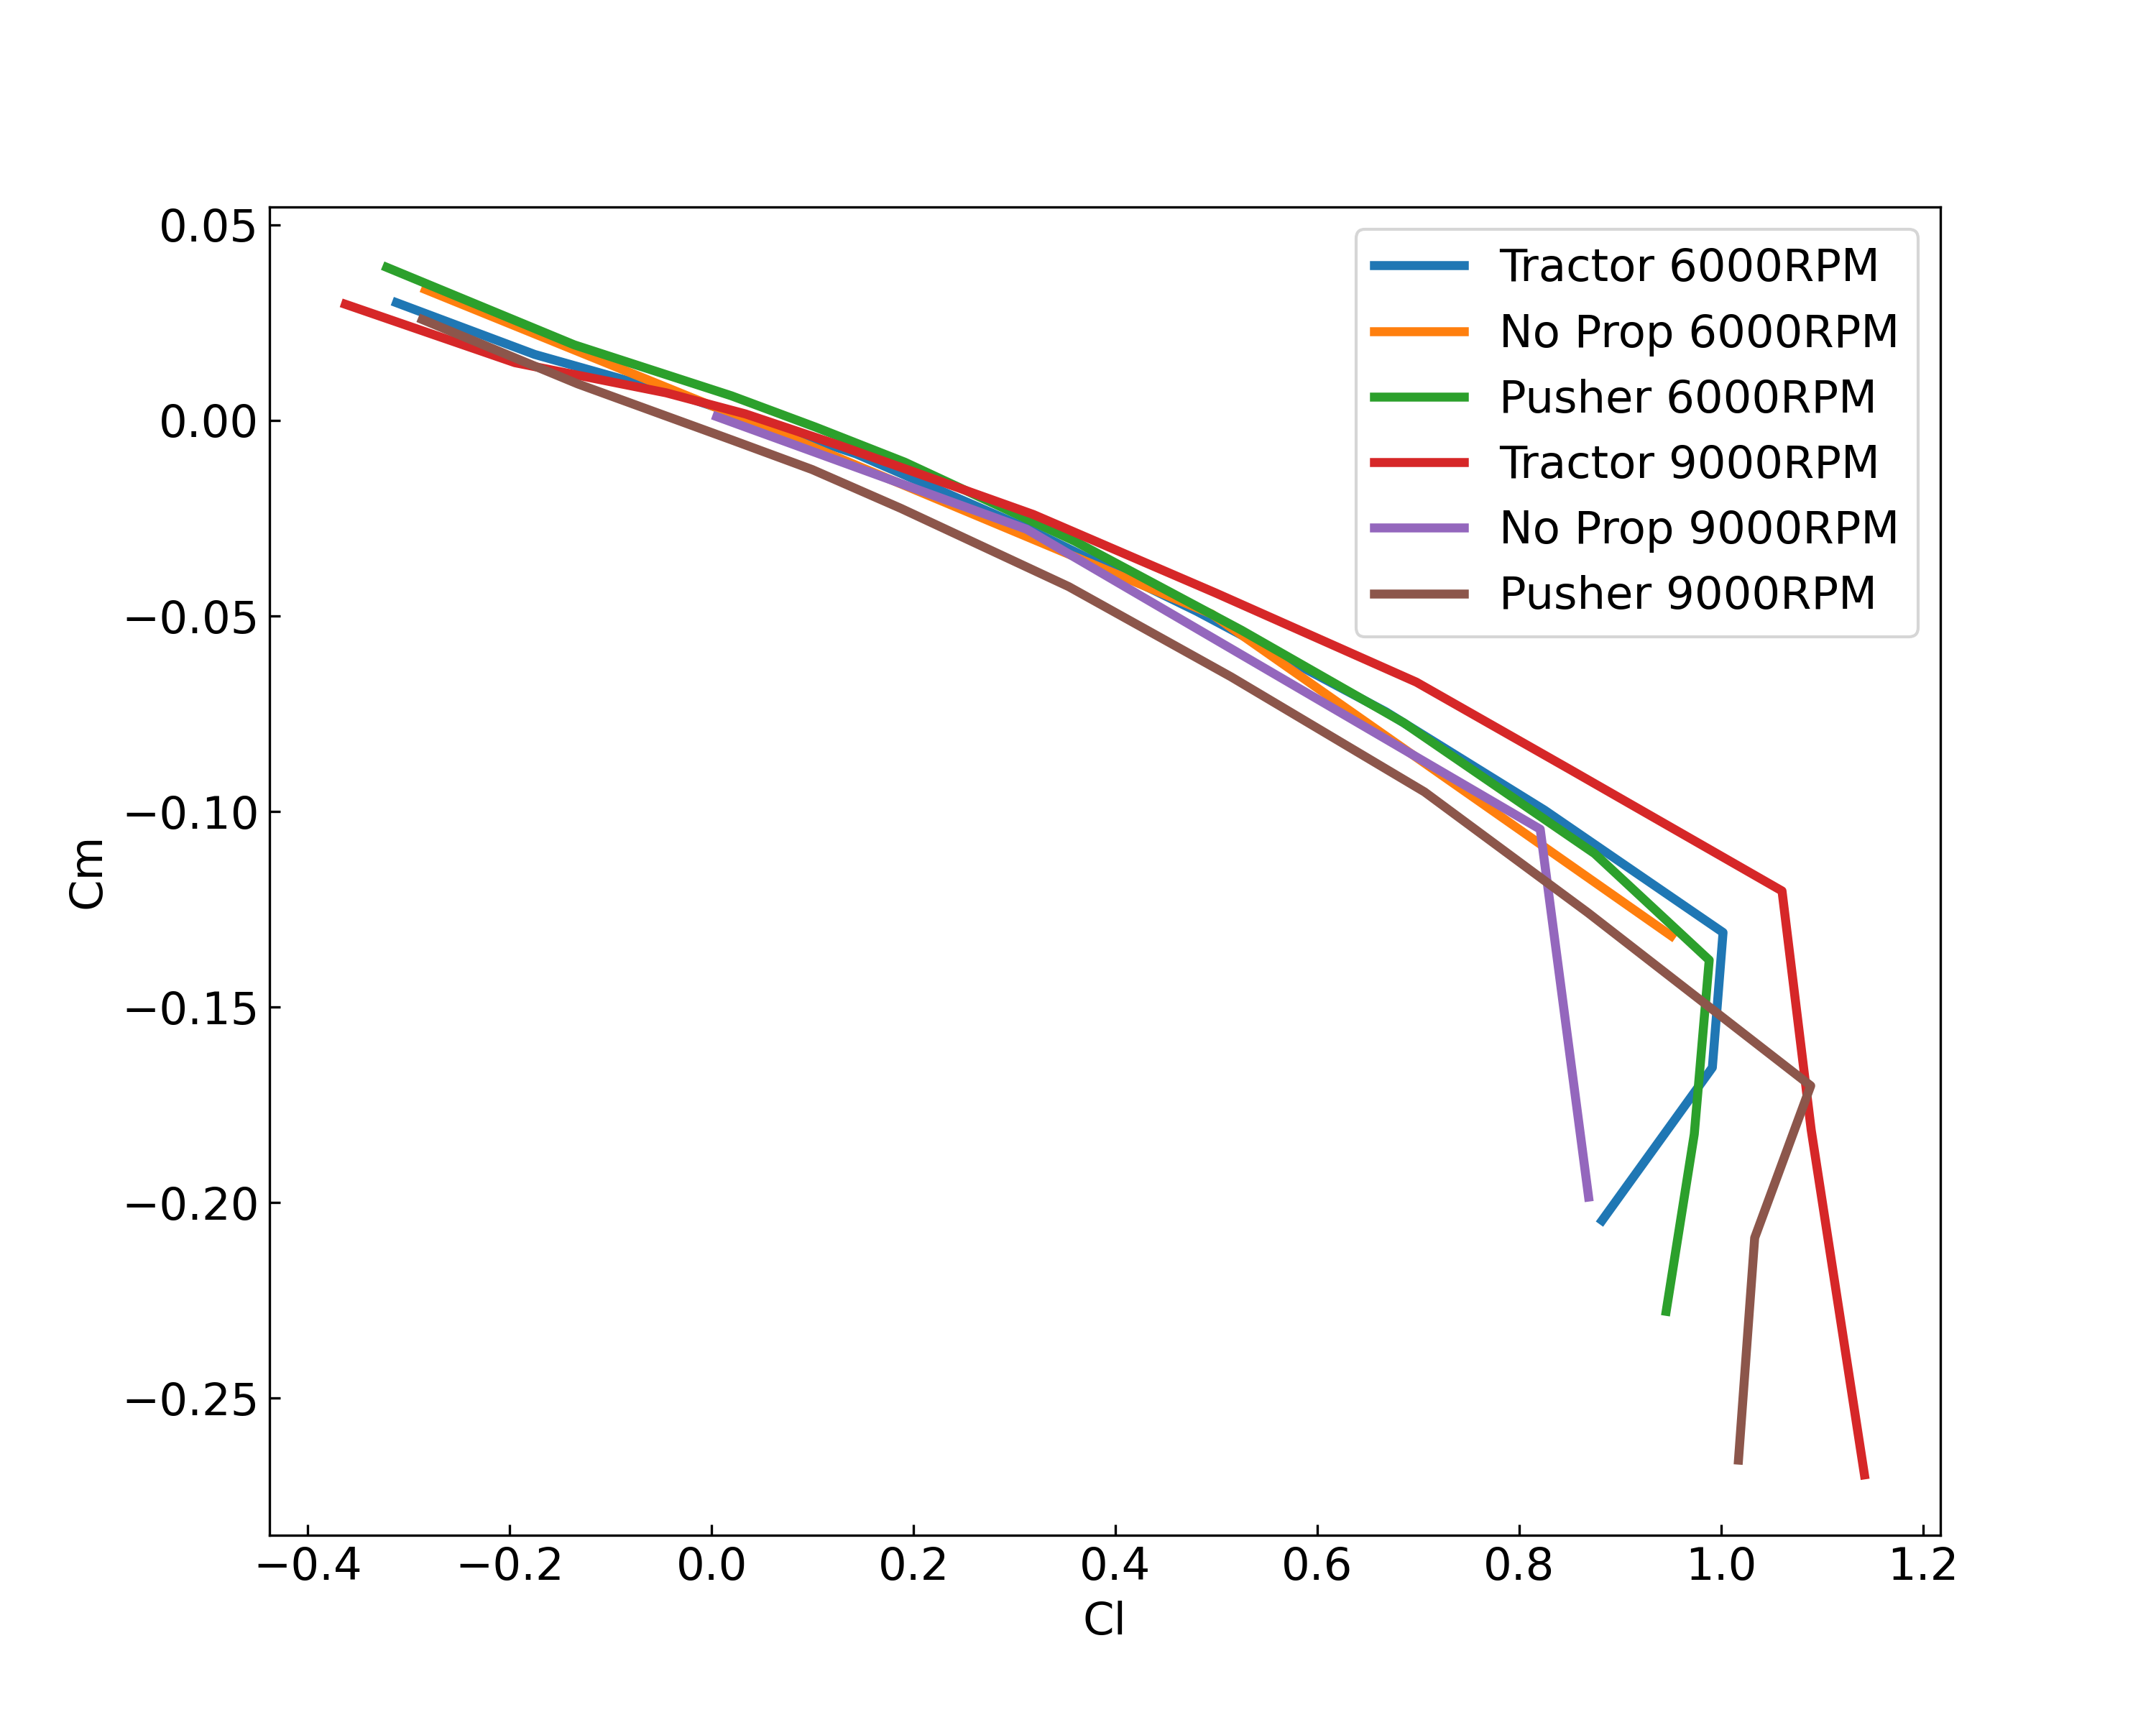 0.05
0.00
−0.05
−0.10
−0.15
−0.20
−0.25
Cm
Tractor 6000RPM
No Prop 6000RPM
Pusher 6000RPM
Tractor 9000RPM
No Prop 9000RPM
Pusher 9000RPM
−0.4 −0.2 0.0 0.2 0.4 0.6 0.8 1.0 1.2
Cl